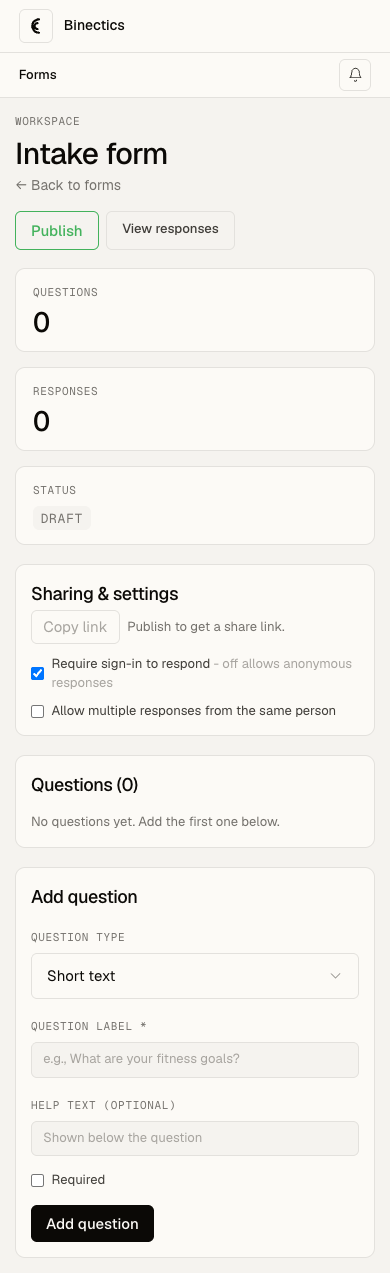 Binectics
Forms
WORKSPACE
Intake form
← Back to forms
Publish
View responses
QUESTIONS
0
RESPONSES
0
STATUS
DRAFT
Sharing & settings
Copy link
Publish to get a share link.
Require sign-in to respond - off allows anonymous
responses
Allow multiple responses from the same person
Questions (0)
No questions yet. Add the first one below.
Add question
QUESTION TYPE
Short text
QUESTION LABEL *
e.g., What are your fitness goals?
HELP TEXT (OPTIONAL)
Shown below the question
Required
Add question